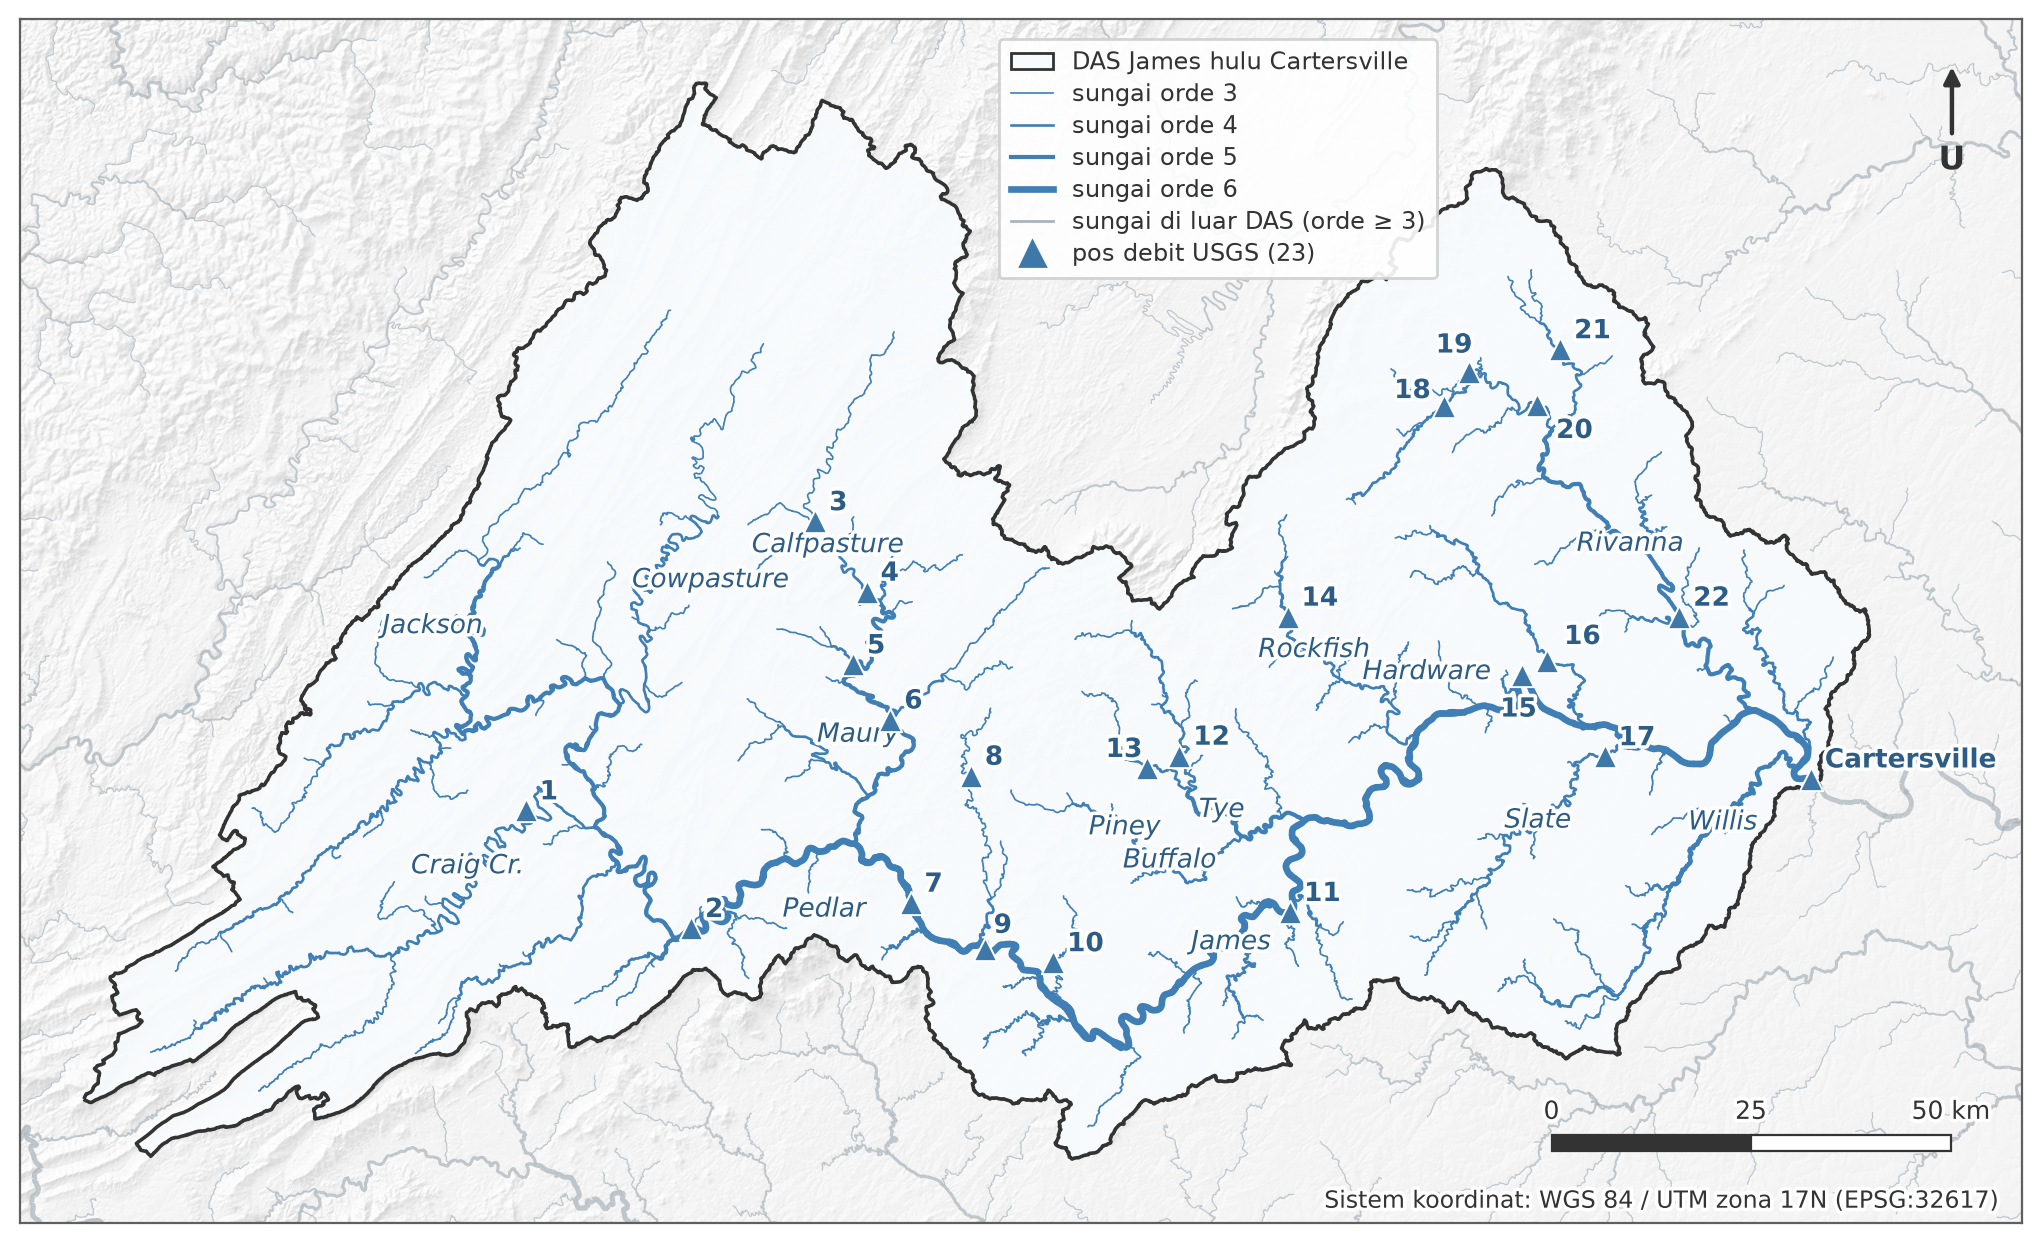 DAS James hulu Cartersville
sungai orde 3
sungai orde 4
sungai orde 5
sungai orde 6
sungai di luar DAS (orde ≥ 3)
pos debit USGS (23)
U
21
19
18
20
3
Calfpasture
4
Cowpasture
Rivanna
Jackson
14
22
5
Rockfish
16
Hardware
6
15
Maury
12
17
13
8
Cartersville
1
Tye
Piney
Slate
Willis
Buffalo
Craig Cr.
7
11
2
Pedlar
9
10
James
0 25 50 km
Sistem koordinat: WGS 84 / UTM zona 17N (EPSG:32617)